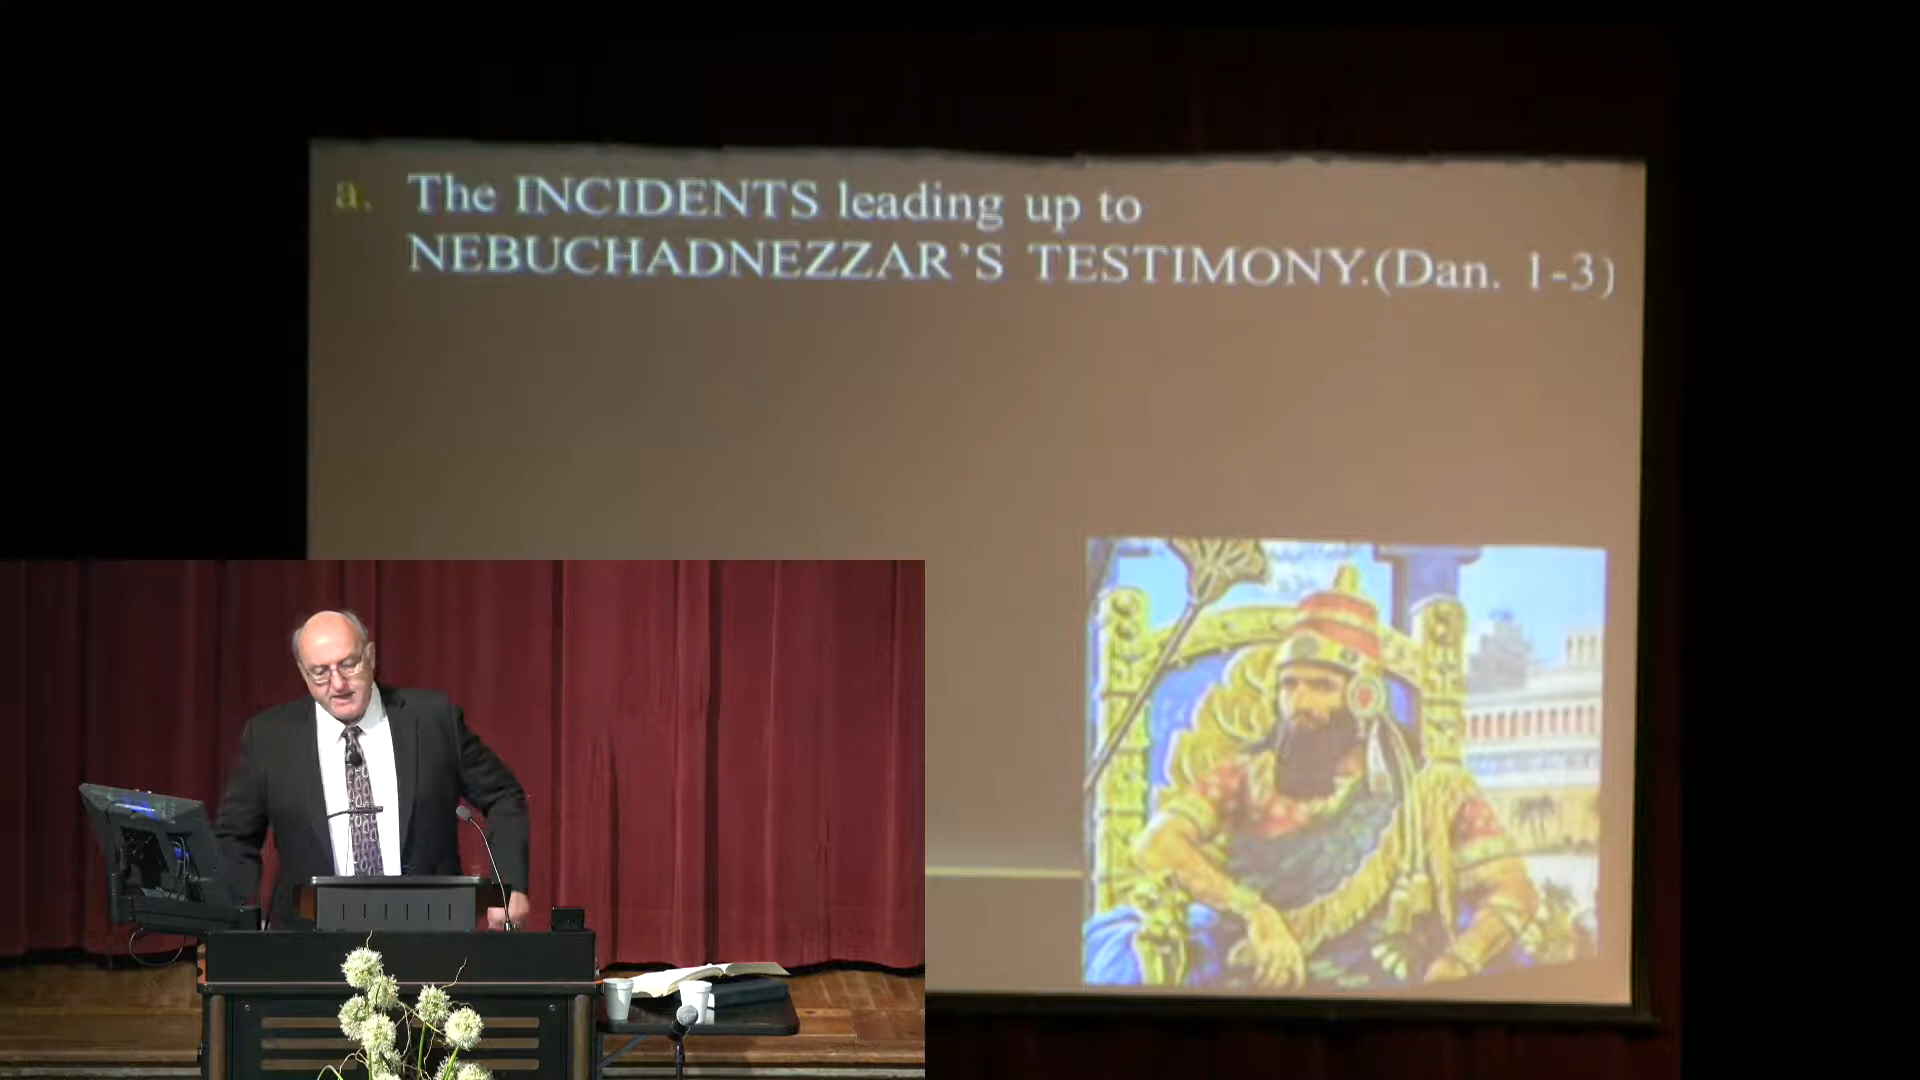 a. The INCIDENTS leading up to
NEBUCHADNEZZAR’S TESTIMONY.(Dan. 1-3)